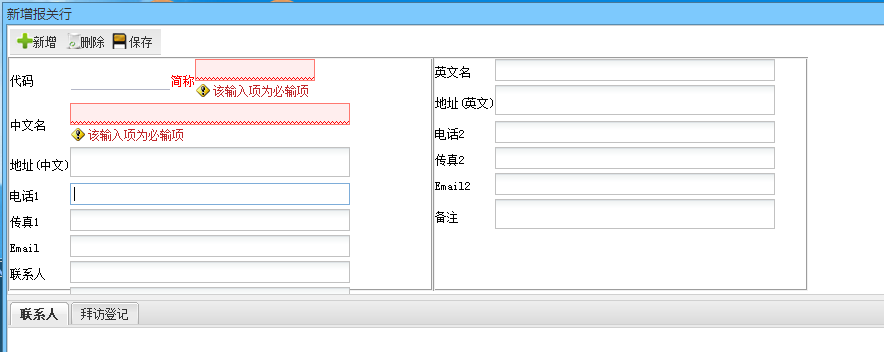 新增报关行
新增 删除 保存
代码 简称
该输入项为必输项
中文名
该输入项为必输项
地址(中文)
电话1
传真1
Email
联系人
英文名
地址(英文)
电话2
传真2
Email2
备注
联系人 拜访登记